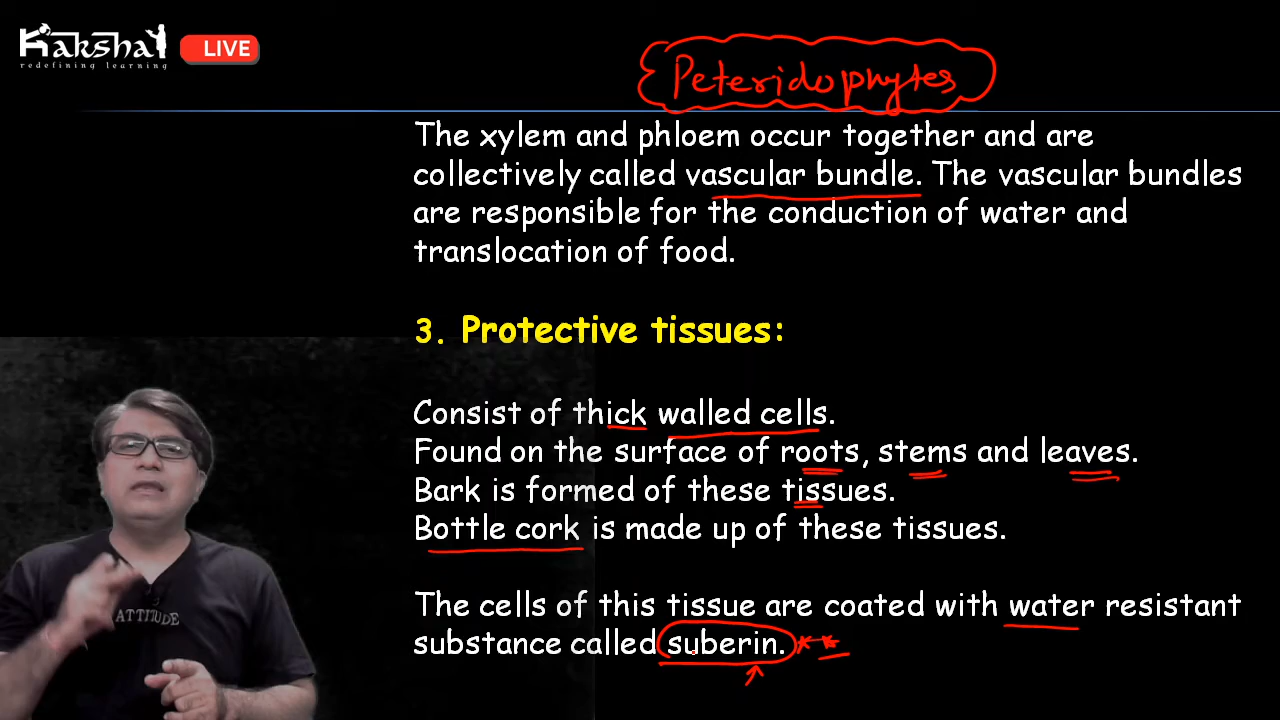 Kaksha
LIVE
redefining learning
Peteridophytes
The xylem and phloem occur together and are
collectively called vascular bundle. The vascular bundles
are responsible for the conduction of water and
translocation of food.
3. Protective tissues:
Consist of thick walled cells.
Found on the surface of roots, stems and leaves.
Bark is formed of these tissues.
Bottle cork is made up of these tissues.
The cells of this tissue are coated with water resistant
substance called suberin.
ATTITUDE